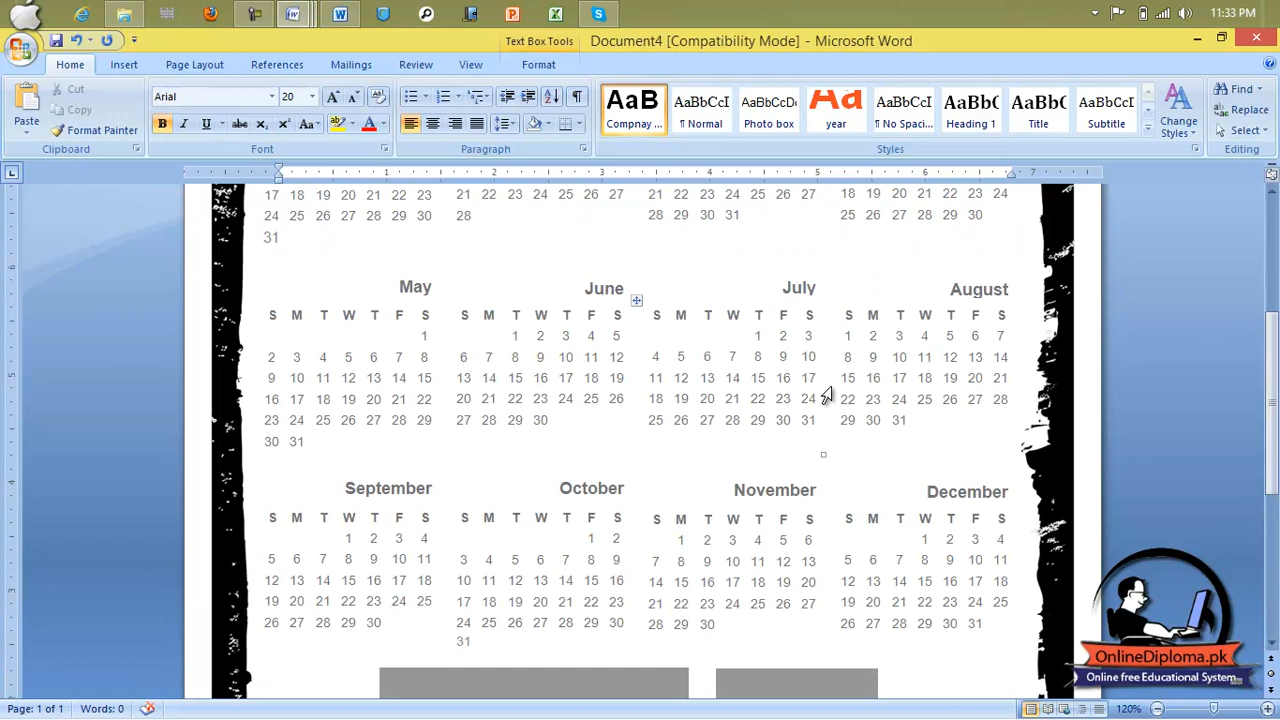 11:33 PM
Text Box Tools
Document4 [Compatibility Mode] - Microsoft Word
Home Insert Page Layout References Mailings Review View Format
Paste
Cut
Copy
Format Painter
Clipboard
Arial 20
Font
Paragraph
AaB AaBbCcI AaBbCcDı Aa AaBbCcI AaBbC AaBbC AaBbCcI
Compnay ... ¶ Normal Photo box year ¶ No Spaci... Heading 1 Title Subtitle
Change Styles
Styles
Find
Replace
Select
Editing
1 2 3 4 5 6 7
17 18 19 20 21 22 23 21 22 23 24 25 26 27 21 22 23 24 25 26 27 18 19 20 21 22 23 24
24 25 26 27 28 29 30 28 28 29 30 31 25 26 27 28 29 30
31
May June July August
S M T W T F S S M T W T F S S M T W T F S S M T W T F S
1 1 2 3 4 5 1 2 3 1 2 3 4 5 6 7
2 3 4 5 6 7 8 6 7 8 9 10 11 12 4 5 6 7 8 9 10 8 9 10 11 12 13 14
9 10 11 12 13 14 15 13 14 15 16 17 18 19 11 12 13 14 15 16 17 15 16 17 18 19 20 21
16 17 18 19 20 21 22 20 21 22 23 24 25 26 18 19 20 21 22 23 24 22 23 24 25 26 27 28
23 24 25 26 27 28 29 27 28 29 30 25 26 27 28 29 30 31 29 30 31
30 31
September October November December
S M T W T F S S M T W T F S S M T W T F S S M T W T F S
1 2 3 4 1 2 1 2 3 4 5 6 1 2 3 4
5 6 7 8 9 10 11 3 4 5 6 7 8 9 7 8 9 10 11 12 13 5 6 7 8 9 10 11
12 13 14 15 16 17 18 10 11 12 13 14 15 16 14 15 16 17 18 19 20 12 13 14 15 16 17 18
19 20 21 22 23 24 25 17 18 19 20 21 22 23 21 22 23 24 25 26 27 19 20 21 22 23 24 25
26 27 28 29 30 24 25 26 27 28 29 30 28 29 30 26 27 28 29 30 31
31
OnlineDiploma.pk
Online free Educational System
Page: 1 of 1 Words: 0 120%